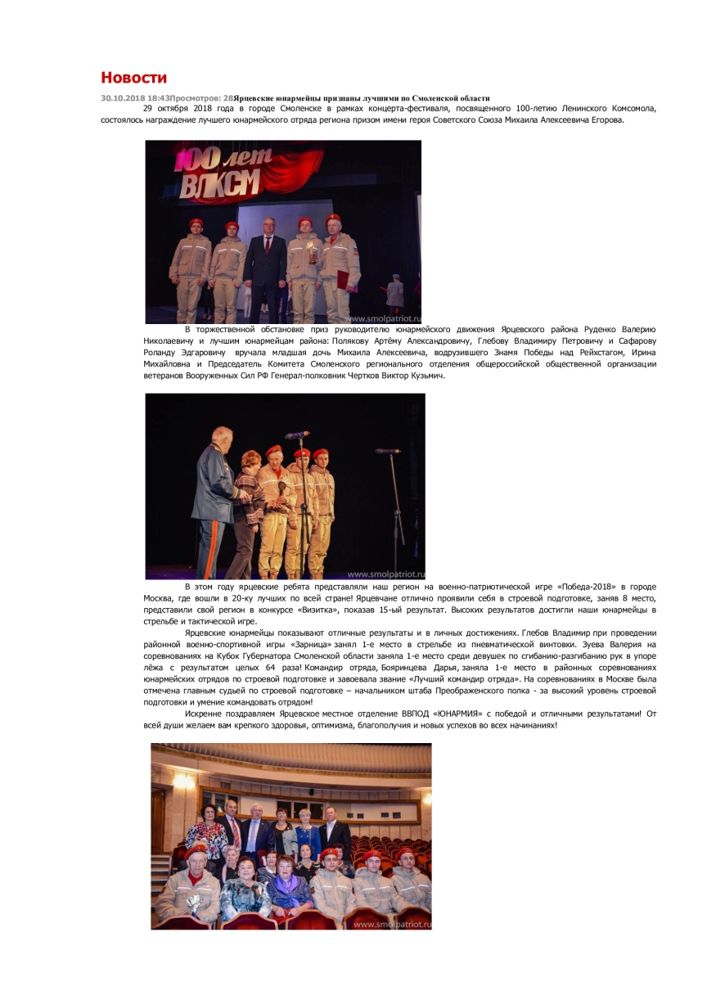 Новости
30.10.2018 18:43Просмотров: 28Ярцевские юнармейцы признаны лучшими по Смоленской области
29 октября 2018 года в городе Смоленске в рамках концерта-фестиваля, посвященного 100-летию Ленинского Комсомола,
состоялось награждение лучшего юнармейского отряда региона призом имени героя Советского Союза Михаила Алексеевича Егорова.
100 лет
ВЛКСМ
www.smolpatriot.ru
В торжественной обстановке приз руководителю юнармейского движения Ярцевского района Руденко Валерию
Николаевичу и лучшим юнармейцам района: Полякову Артёму Александровичу, Глебову Владимиру Петровичу и Сафарову
Роланду Эдгаровичу вручала младшая дочь Михаила Алексеевича, водрузившего Знамя Победы над Рейхстагом, Ирина
Михайловна и Председатель Комитета Смоленского регионального отделения общероссийской общественной организации
ветеранов Вооруженных Сил РФ Генерал-полковник Чертков Виктор Кузьмич.
www.smolpatriot.ru
В этом году ярцевские ребята представляли наш регион на военно-патриотической игре «Победа-2018» в городе
Москва, где вошли в 20-ку лучших по всей стране! Ярцевчане отлично проявили себя в строевой подготовке, заняв 8 место,
представили свой регион в конкурсе «Визитка», показав 15-ый результат. Высоких результатов достигли наши юнармейцы в
стрельбе и тактической игре.
Ярцевские юнармейцы показывают отличные результаты и в личных достижениях. Глебов Владимир при проведении
районной военно-спортивной игры «Зарница» занял 1-е место в стрельбе из пневматической винтовки. Зуева Валерия на
соревнованиях на Кубок Губернатора Смоленской области заняла 1-е место среди девушек по сгибанию-разгибанию рук в упоре
лёжа с результатом целых 64 раза! Командир отряда, Бояринцева Дарья, заняла 1-е место в районных соревнованиях
юнармейских отрядов по строевой подготовке и завоевала звание «Лучший командир отряда». На соревнованиях в Москве была
отмечена главным судьей по строевой подготовке – начальником штаба Преображенского полка - за высокий уровень строевой
подготовки и умение командовать отрядом!
Искренне поздравляем Ярцевское местное отделение ВВПОД «ЮНАРМИЯ» с победой и отличными результатами! От
всей души желаем вам крепкого здоровья, оптимизма, благополучия и новых успехов во всех начинаниях!
www.smolpatriot.ru